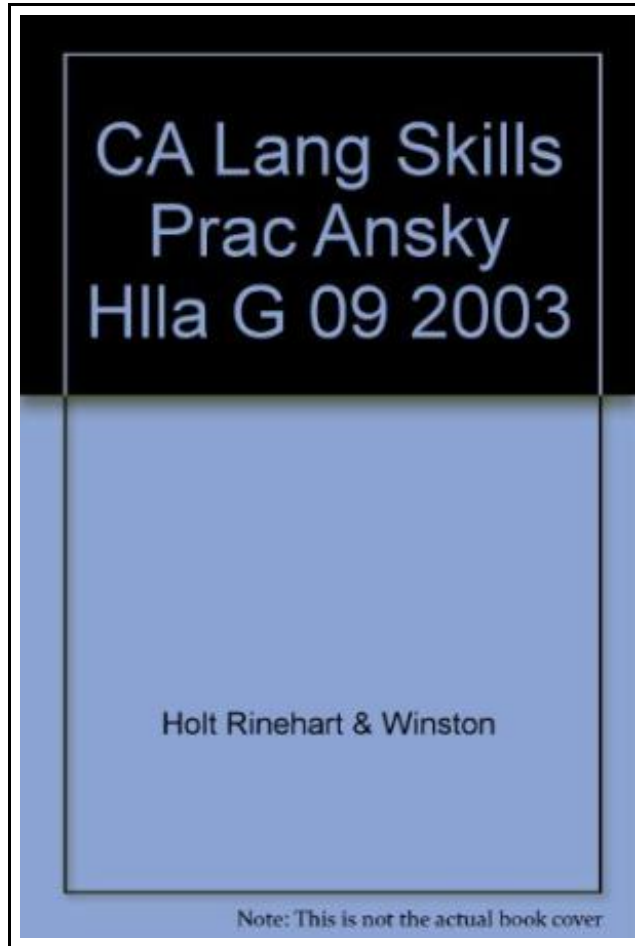 CA Lang Skills
Prac Ansky
Hlla G 09 2003
Holt Rinehart & Winston
Note: This is not the actual book cover